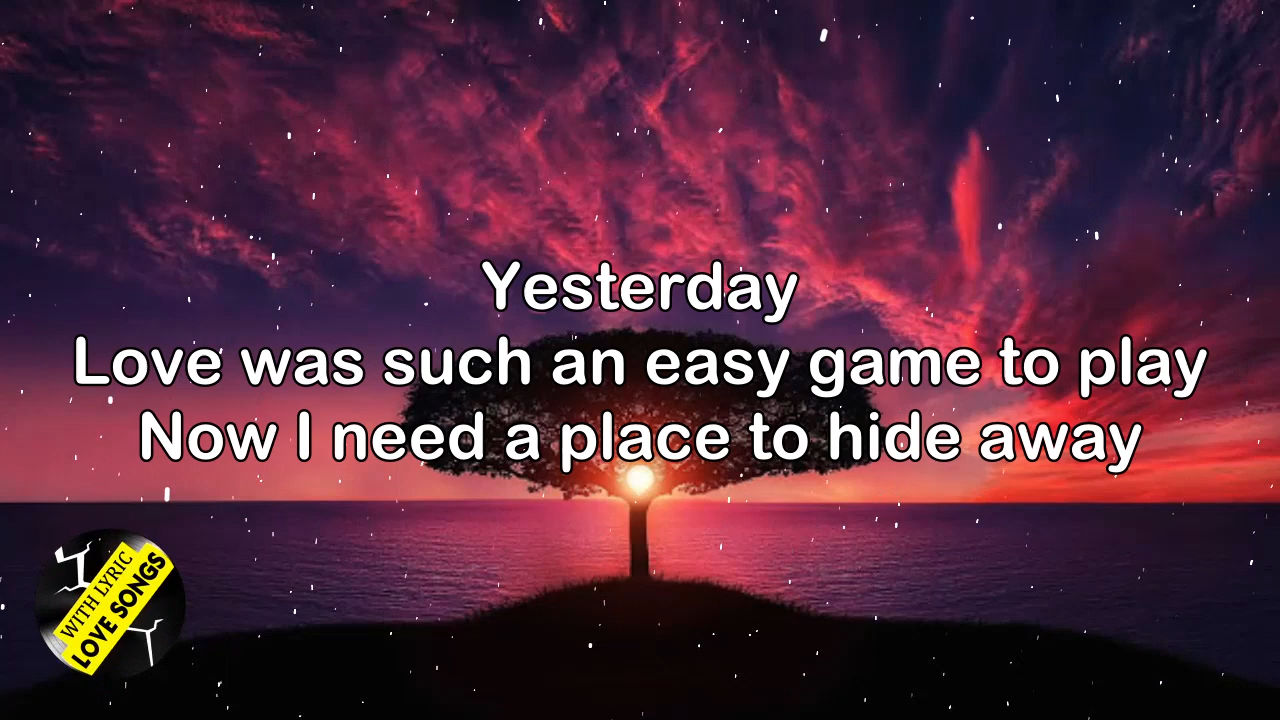 Yesterday
Love was such an easy game to play
Now I need a place to hide away
WITH LYRIC
LOVE SONGS